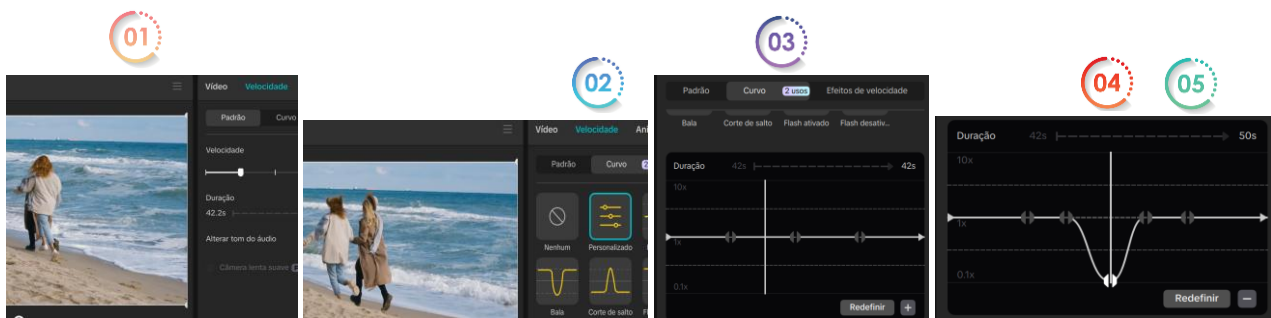 01
Vídeo Velocidade
Padrão Curvo
Velocidade
Duração
42.2s
Alterar tom do áudio
Câmera lenta suave
02
Vídeo Velocidade Ani
Padrão Curvo 2
Nenhum Personalizado
Bala Corte de salto
03
Padrão Curvo 2 usos Efeitos de velocidade
Bala Corte de salto Flash ativado Flash desativ...
Duração 42s 42s
10x
1x
0.1x
Redefinir +
04 05
Duração 42s 50s
10x
1x
0.1x
Redefinir −